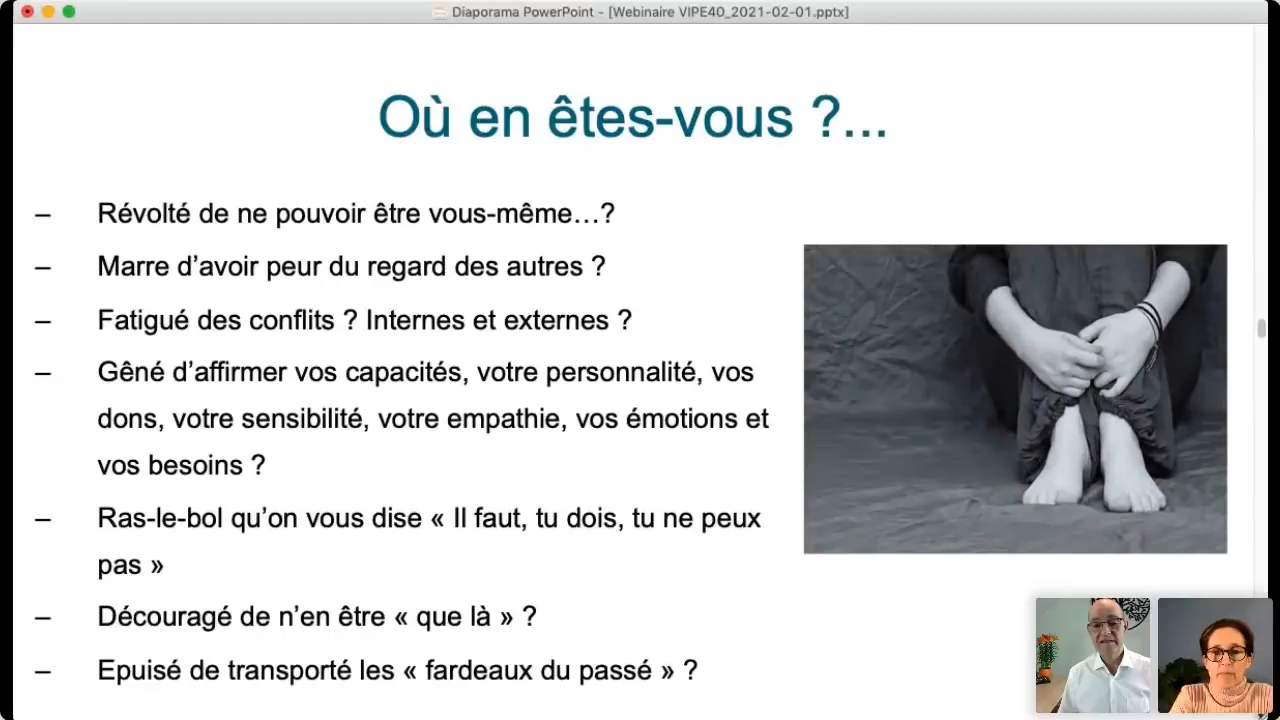 Diaporama PowerPoint - [Webinaire VIPE40_2021-02-01.pptx]
Où en êtes-vous ?...
– Révolté de ne pouvoir être vous-même…?
– Marre d’avoir peur du regard des autres ?
– Fatigué des conflits ? Internes et externes ?
– Gêné d’affirmer vos capacités, votre personnalité, vos
dons, votre sensibilité, votre empathie, vos émotions et
vos besoins ?
– Ras-le-bol qu’on vous dise « Il faut, tu dois, tu ne peux
pas »
– Découragé de n’en être « que là » ?
– Epuisé de transporté les « fardeaux du passé » ?